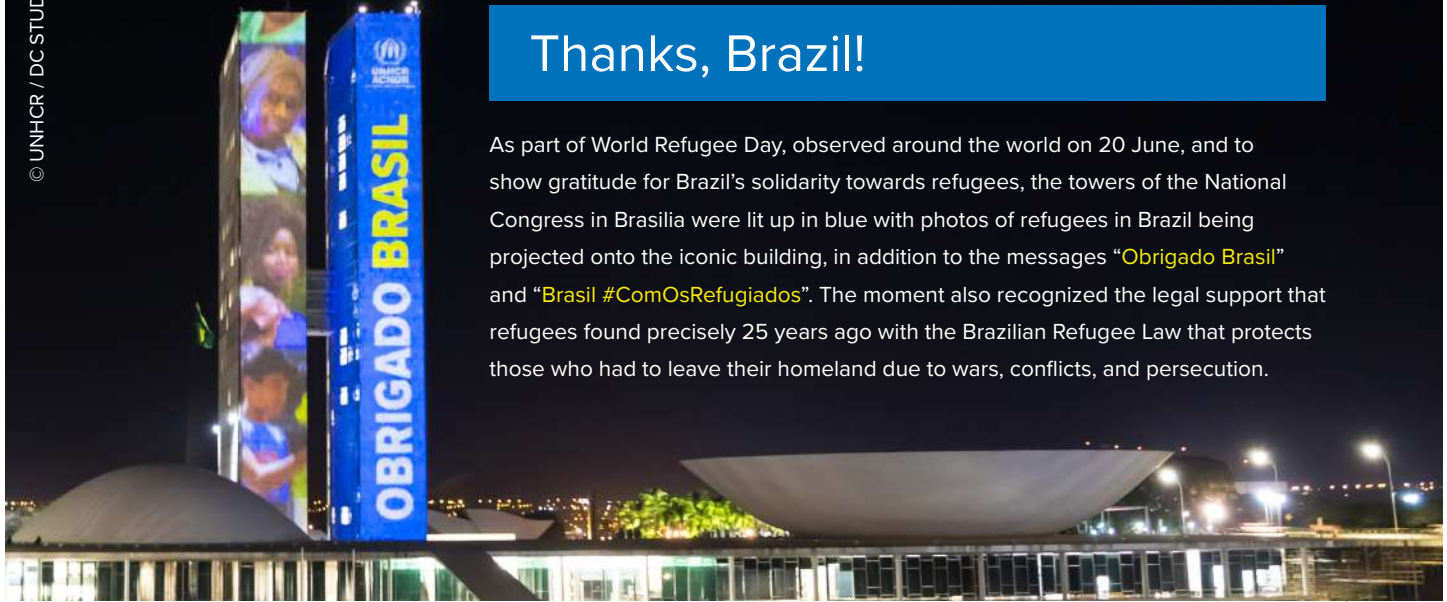 © UNHCR / DC STUD
UNHCR
ACNUR
OBRIGADO BRASIL
Thanks, Brazil!
As part of World Refugee Day, observed around the world on 20 June, and to
show gratitude for Brazil’s solidarity towards refugees, the towers of the National
Congress in Brasilia were lit up in blue with photos of refugees in Brazil being
projected onto the iconic building, in addition to the messages “Obrigado Brasil”
and “Brasil #ComOsRefugiados”. The moment also recognized the legal support that
refugees found precisely 25 years ago with the Brazilian Refugee Law that protects
those who had to leave their homeland due to wars, conflicts, and persecution.